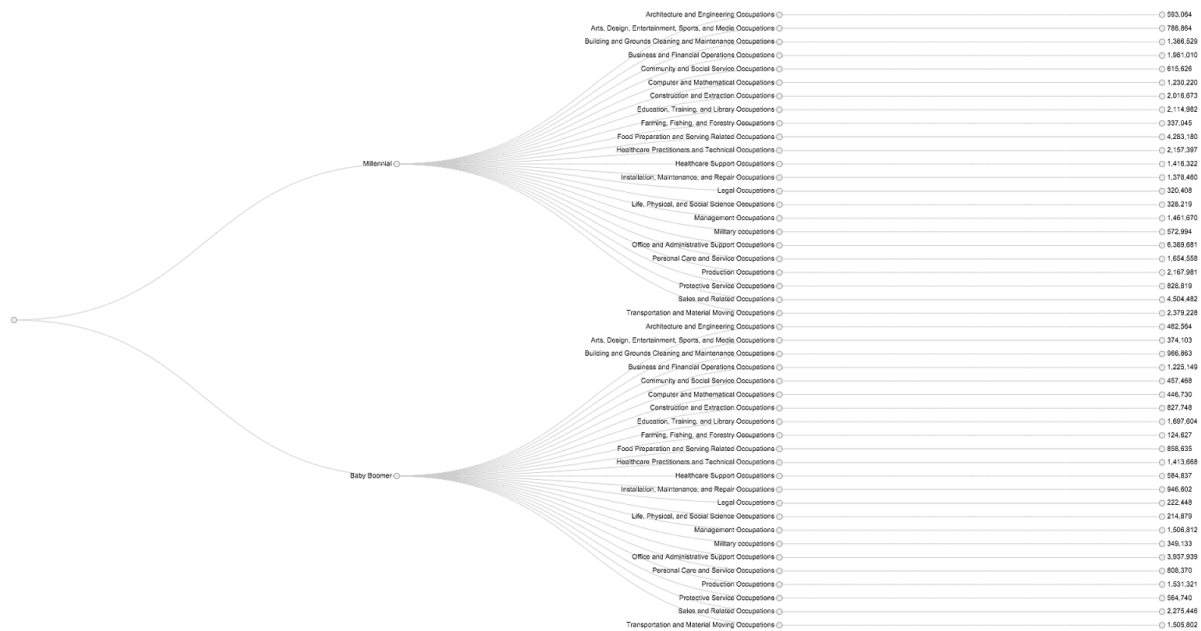 Architecture and Engineering Occupations 593,064
Arts, Design, Entertainment, Sports, and Media Occupations 788,864
Building and Grounds Cleaning and Maintenance Occupations 1,366,529
Business and Financial Operations Occupations 1,981,010
Community and Social Service Occupations 615,626
Computer and Mathematical Occupations 1,230,220
Construction and Extraction Occupations 2,016,673
Education, Training, and Library Occupations 2,114,982
Farming, Fishing, and Forestry Occupations 337,045
Food Preparation and Serving Related Occupations 4,283,180
Healthcare Practitioners and Technical Occupations 2,157,397
Millennial
Healthcare Support Occupations 1,416,322
Installation, Maintenance, and Repair Occupations 1,378,460
Legal Occupations 320,408
Life, Physical, and Social Science Occupations 328,219
Management Occupations 1,461,670
Military occupations 572,994
Office and Administrative Support Occupations 6,369,681
Personal Care and Service Occupations 1,654,558
Production Occupations 2,167,981
Protective Service Occupations 828,819
Sales and Related Occupations 4,504,482
Transportation and Material Moving Occupations 2,379,228
Architecture and Engineering Occupations 462,564
Arts, Design, Entertainment, Sports, and Media Occupations 374,103
Building and Grounds Cleaning and Maintenance Occupations 966,863
Business and Financial Operations Occupations 1,225,149
Community and Social Service Occupations 457,468
Computer and Mathematical Occupations 446,730
Construction and Extraction Occupations 827,748
Education, Training, and Library Occupations 1,697,604
Farming, Fishing, and Forestry Occupations 124,627
Food Preparation and Serving Related Occupations 858,635
Healthcare Practitioners and Technical Occupations 1,413,668
Baby Boomer
Healthcare Support Occupations 584,837
Installation, Maintenance, and Repair Occupations 946,602
Legal Occupations 222,448
Life, Physical, and Social Science Occupations 214,879
Management Occupations 1,506,812
Military occupations 349,133
Office and Administrative Support Occupations 3,937,939
Personal Care and Service Occupations 808,370
Production Occupations 1,531,321
Protective Service Occupations 564,740
Sales and Related Occupations 2,275,446
Transportation and Material Moving Occupations 1,505,802